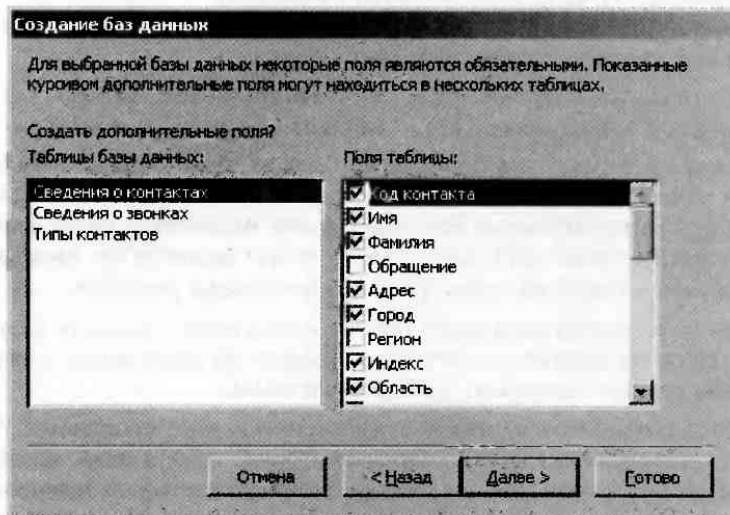 Создание баз данных
Для выбранной базы данных некоторые поля являются обязательными. Показанные
курсивом дополнительные поля могут находиться в нескольких таблицах.
Создать дополнительные поля?
Таблицы базы данных:
Поля таблицы:
Сведения о контактах
Сведения о звонках
Типы контактов
Код контакта
Имя
Фамилия
Обращение
Адрес
Город
Регион
Индекс
Область
Отмена
< Назад
Далее >
Готово